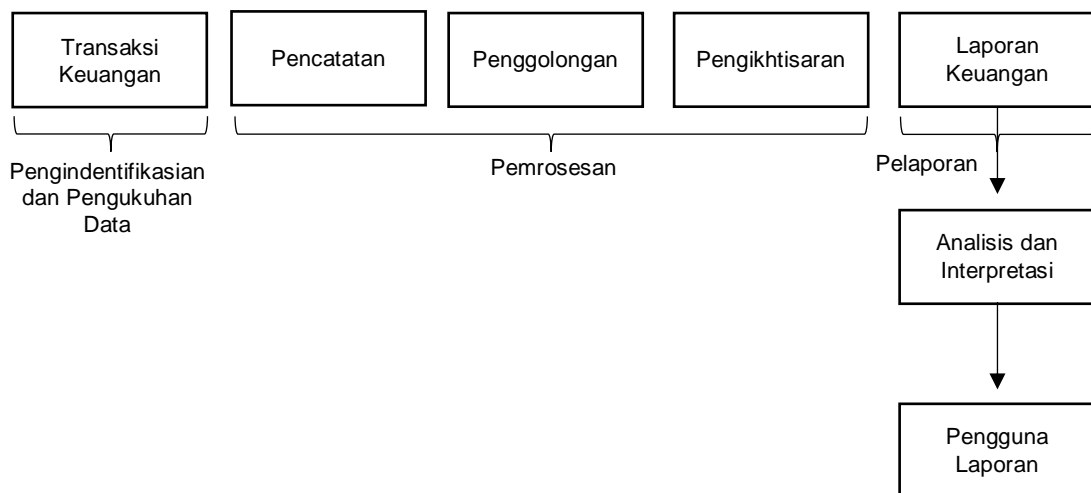 Transaksi
Keuangan
Pencatatan
Penggolongan
Pengikhtisaran
Laporan
Keuangan
Pengindentifikasian
dan Pengukuhan
Data
Pemrosesan
Pelaporan
Analisis dan
Interpretasi
Pengguna
Laporan